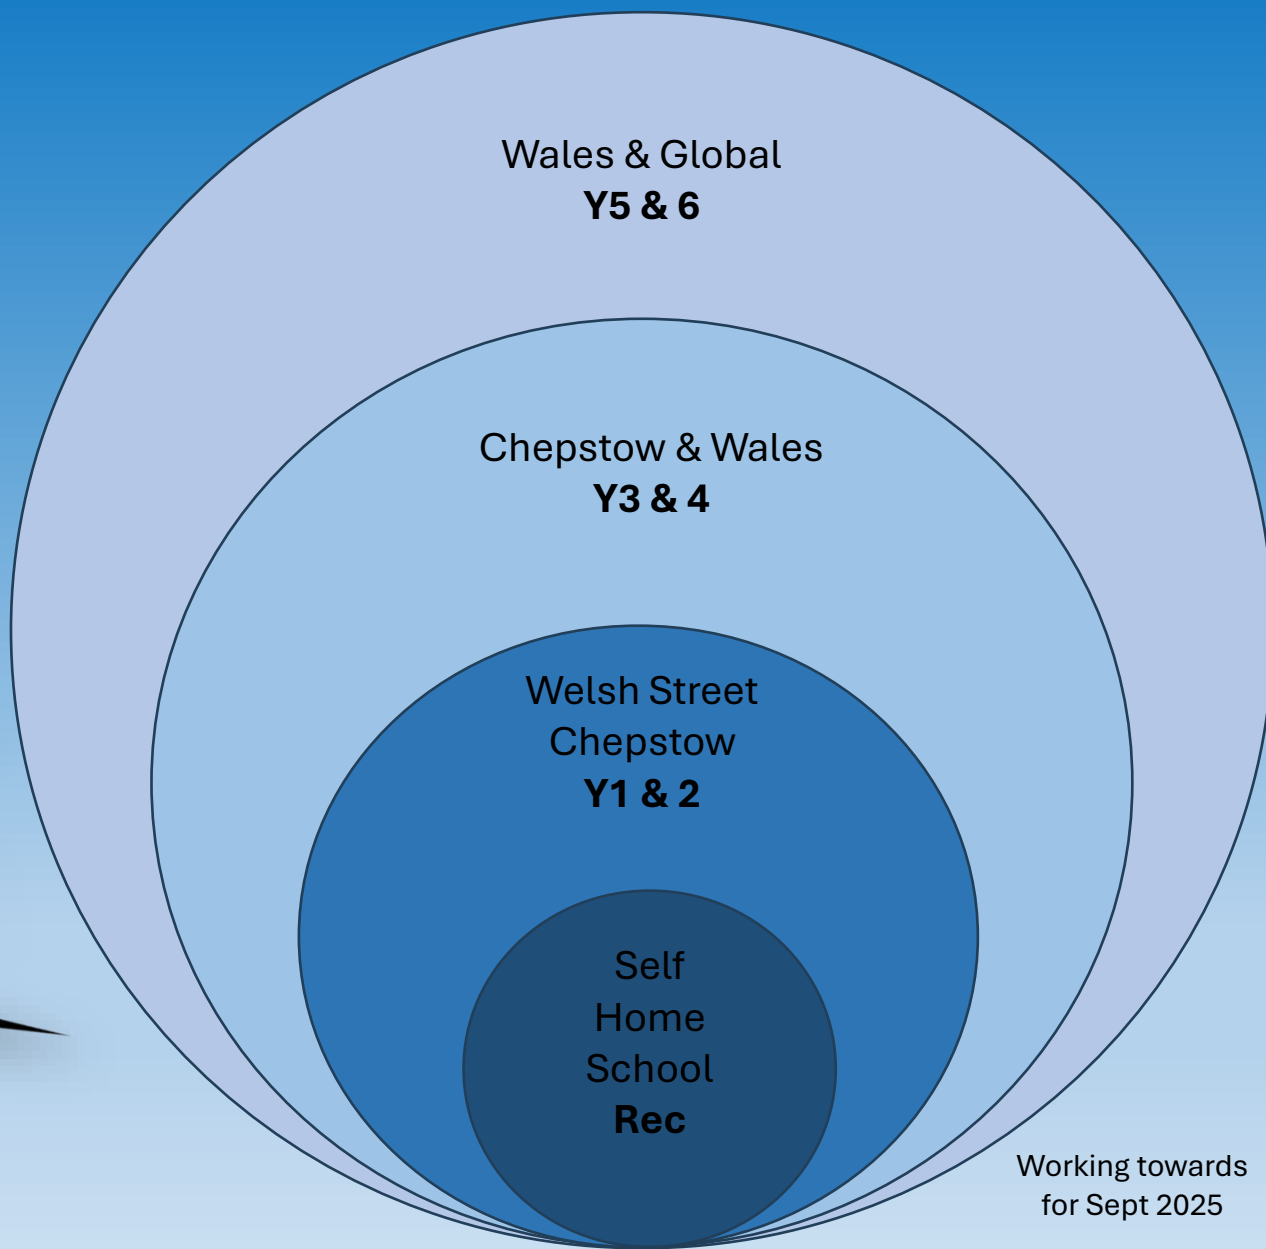 Wales & Global
Y5 & 6
Chepstow & Wales
Y3 & 4
Welsh Street
Chepstow
Y1 & 2
Self
Home
School
Rec
Working towards
for Sept 2025